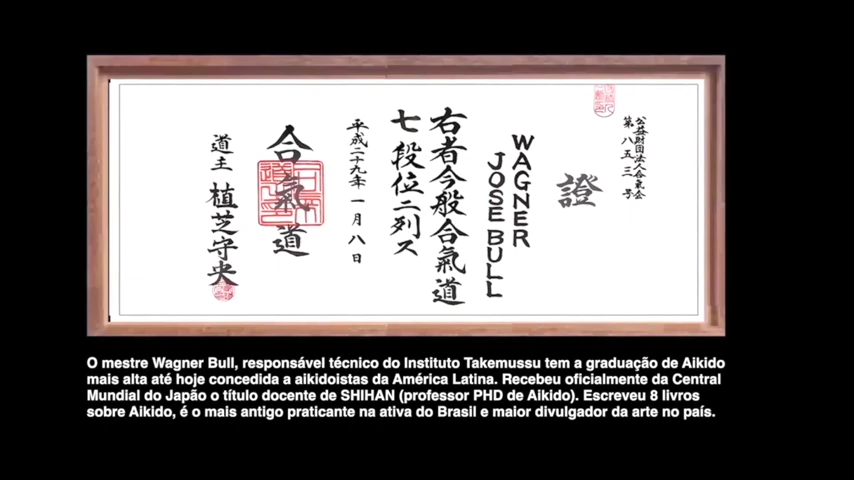 公益財団法人合氣会
第八五三号
證
WAGNER
JOSE BULL
右者今般合氣道
七段位ニ列ス
平成二十九年一月八日
合氣道
道主 植芝守央
O mestre Wagner Bull, responsável técnico do Instituto Takemussu tem a graduação de Aikido
mais alta até hoje concedida a aikidoistas da América Latina. Recebeu oficialmente da Central
Mundial do Japão o título docente de SHIHAN (professor PHD de Aikido). Escreveu 8 livros
sobre Aikido, é o mais antigo praticante na ativa do Brasil e maior divulgador da arte no país.